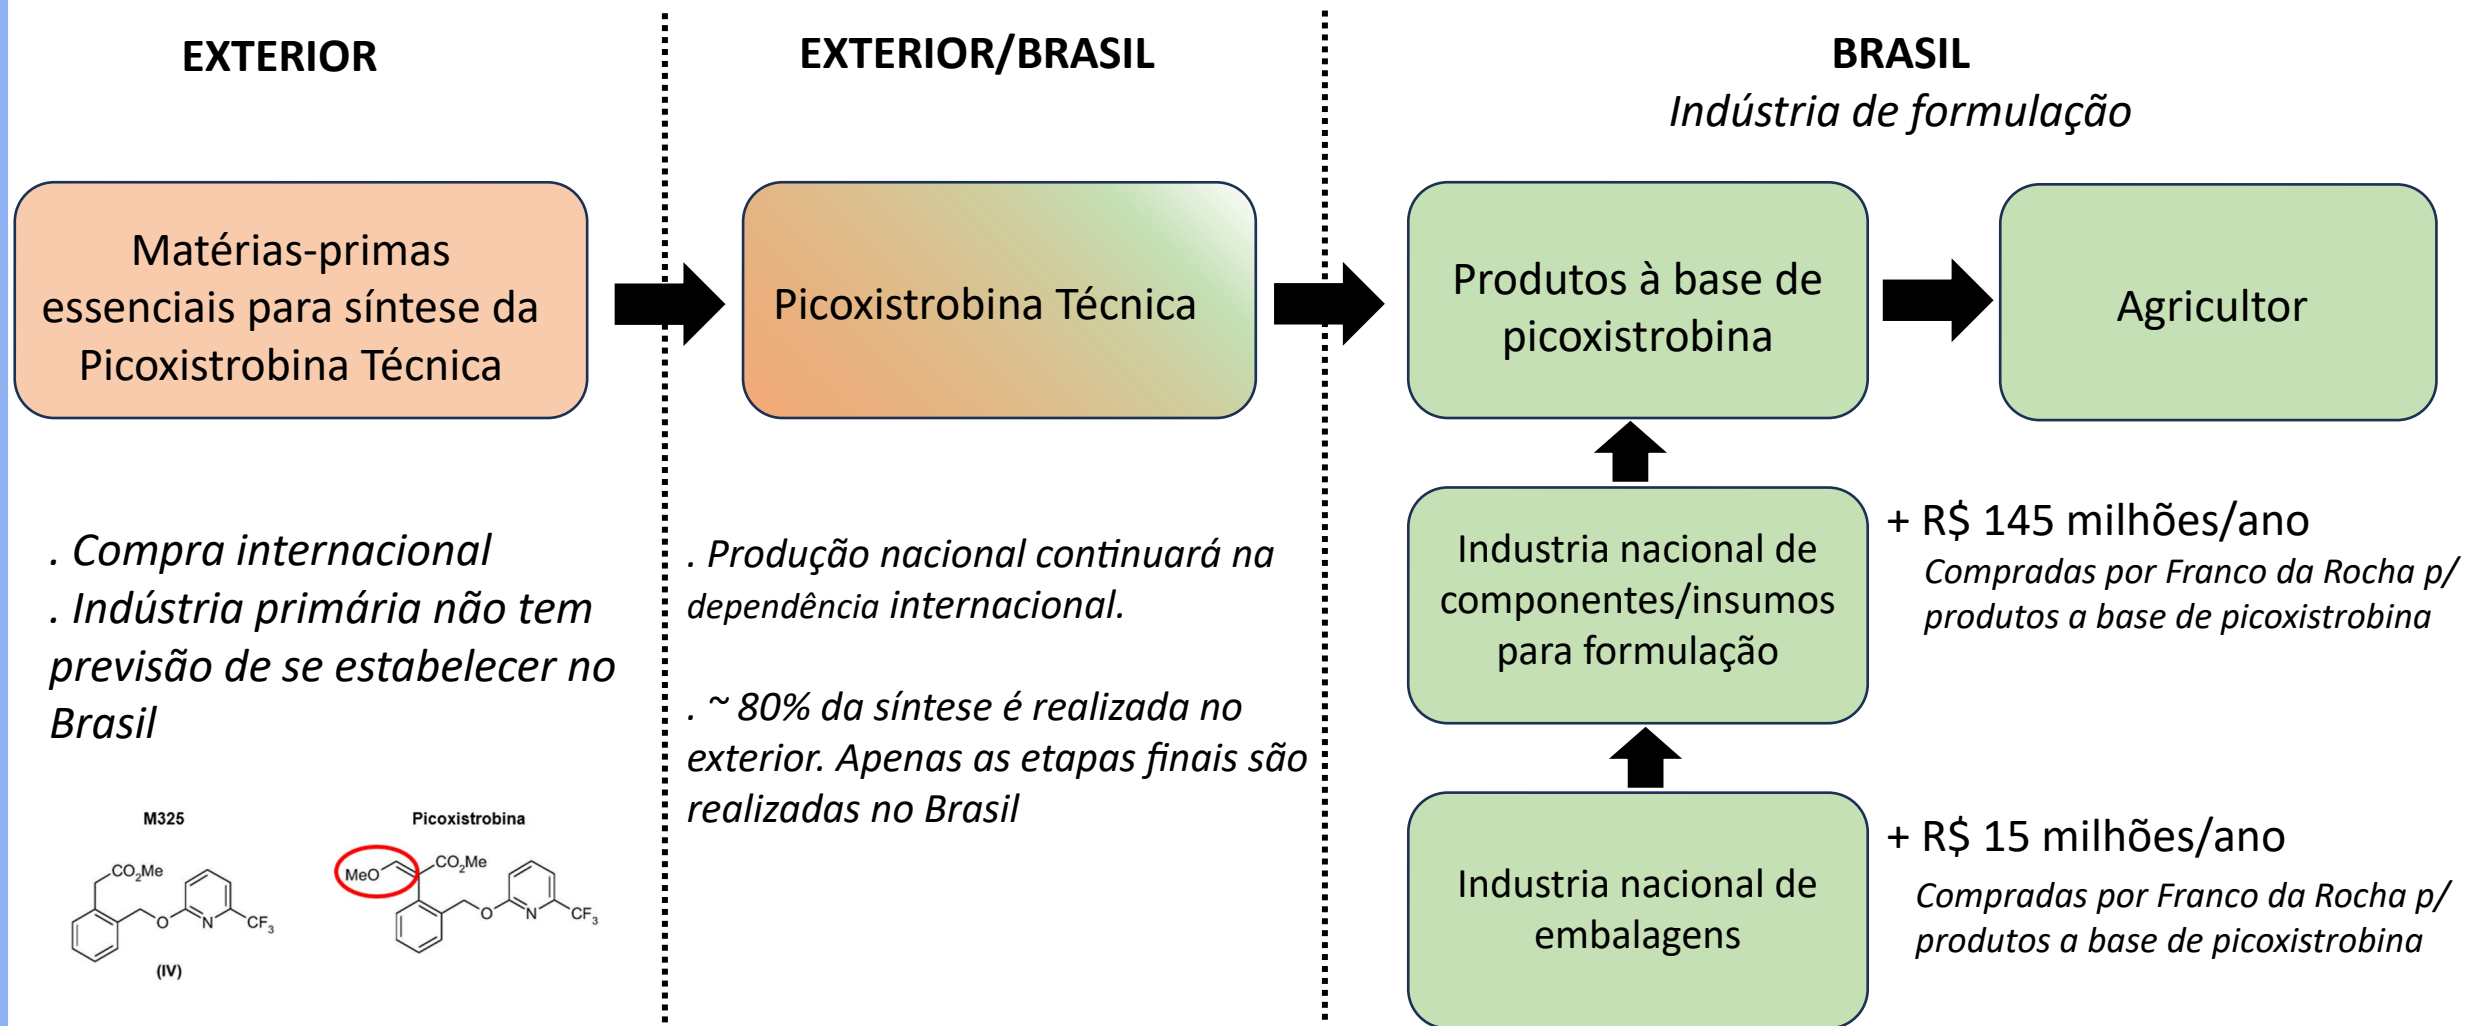 EXTERIOR
Matérias-primas
essenciais para síntese da
Picoxistrobina Técnica
. Compra internacional
. Indústria primária não tem
previsão de se estabelecer no
Brasil
M325
CO₂Me
O
N
CF₃
(IV)
Picoxistrobina
MeO
CO₂Me
O
N
CF₃
EXTERIOR/BRASIL
Picoxistrobina Técnica
. Produção nacional continuará na
dependência internacional.
. ~ 80% da síntese é realizada no
exterior. Apenas as etapas finais são
realizadas no Brasil
BRASIL
Indústria de formulação
Produtos à base de
picoxistrobina
Agricultor
Industria nacional de
componentes/insumos
para formulação
+ R$ 145 milhões/ano
Compradas por Franco da Rocha p/
produtos a base de picoxistrobina
Industria nacional de
embalagens
+ R$ 15 milhões/ano
Compradas por Franco da Rocha p/
produtos a base de picoxistrobina